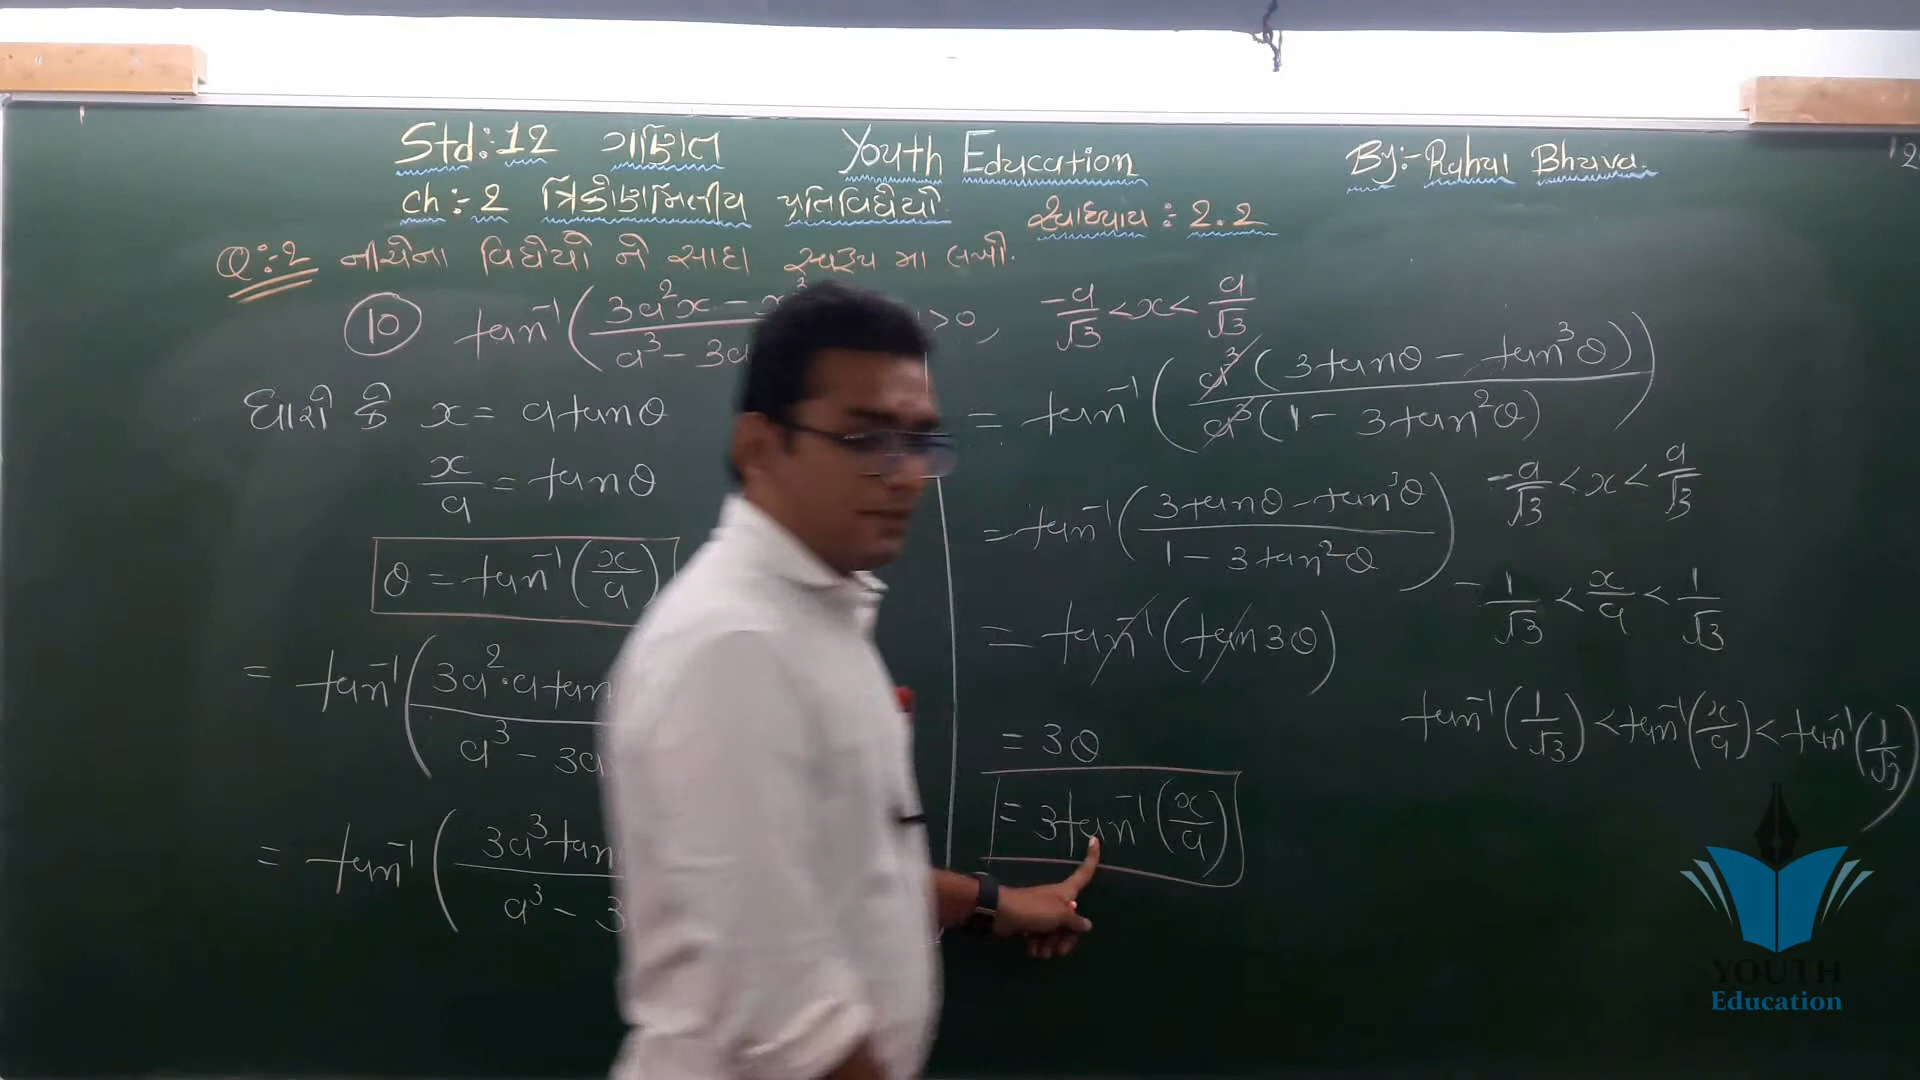 Std:-12 ગણિત Youth Education By:- Rahul Bhuva.
ch:-2 ત્રિકોણમિતીય પ્રતિવિધેયો સ્વાધ્યાય : 2.2
Q:-2 નીચેના વિધેયો ને સાદા સ્વરૂપ માં લખો.
10 tan⁻¹(3a²x - x³ / a³ - 3a >0, -a/√3 < x < a/√3
ધારો કે x = a tanθ
x/a = tanθ
θ = tan⁻¹(x/a)
= tan⁻¹(3a²·a tan / a³ - 3a
= tan⁻¹(3a³ tan / a³ - 3
= tan⁻¹(a³(3tanθ - tan³θ) / a³(1 - 3tan²θ))
= tan⁻¹(3tanθ - tan³θ / 1 - 3tan²θ)
= tan⁻¹(tan3θ)
= 3θ
= 3tan⁻¹(x/a)
-a/√3 < x < a/√3
-1/√3 < x/a < 1/√3
tan⁻¹(1/√3) < tan⁻¹(x/a) < tan⁻¹(1/√3)
YOUTH
Education